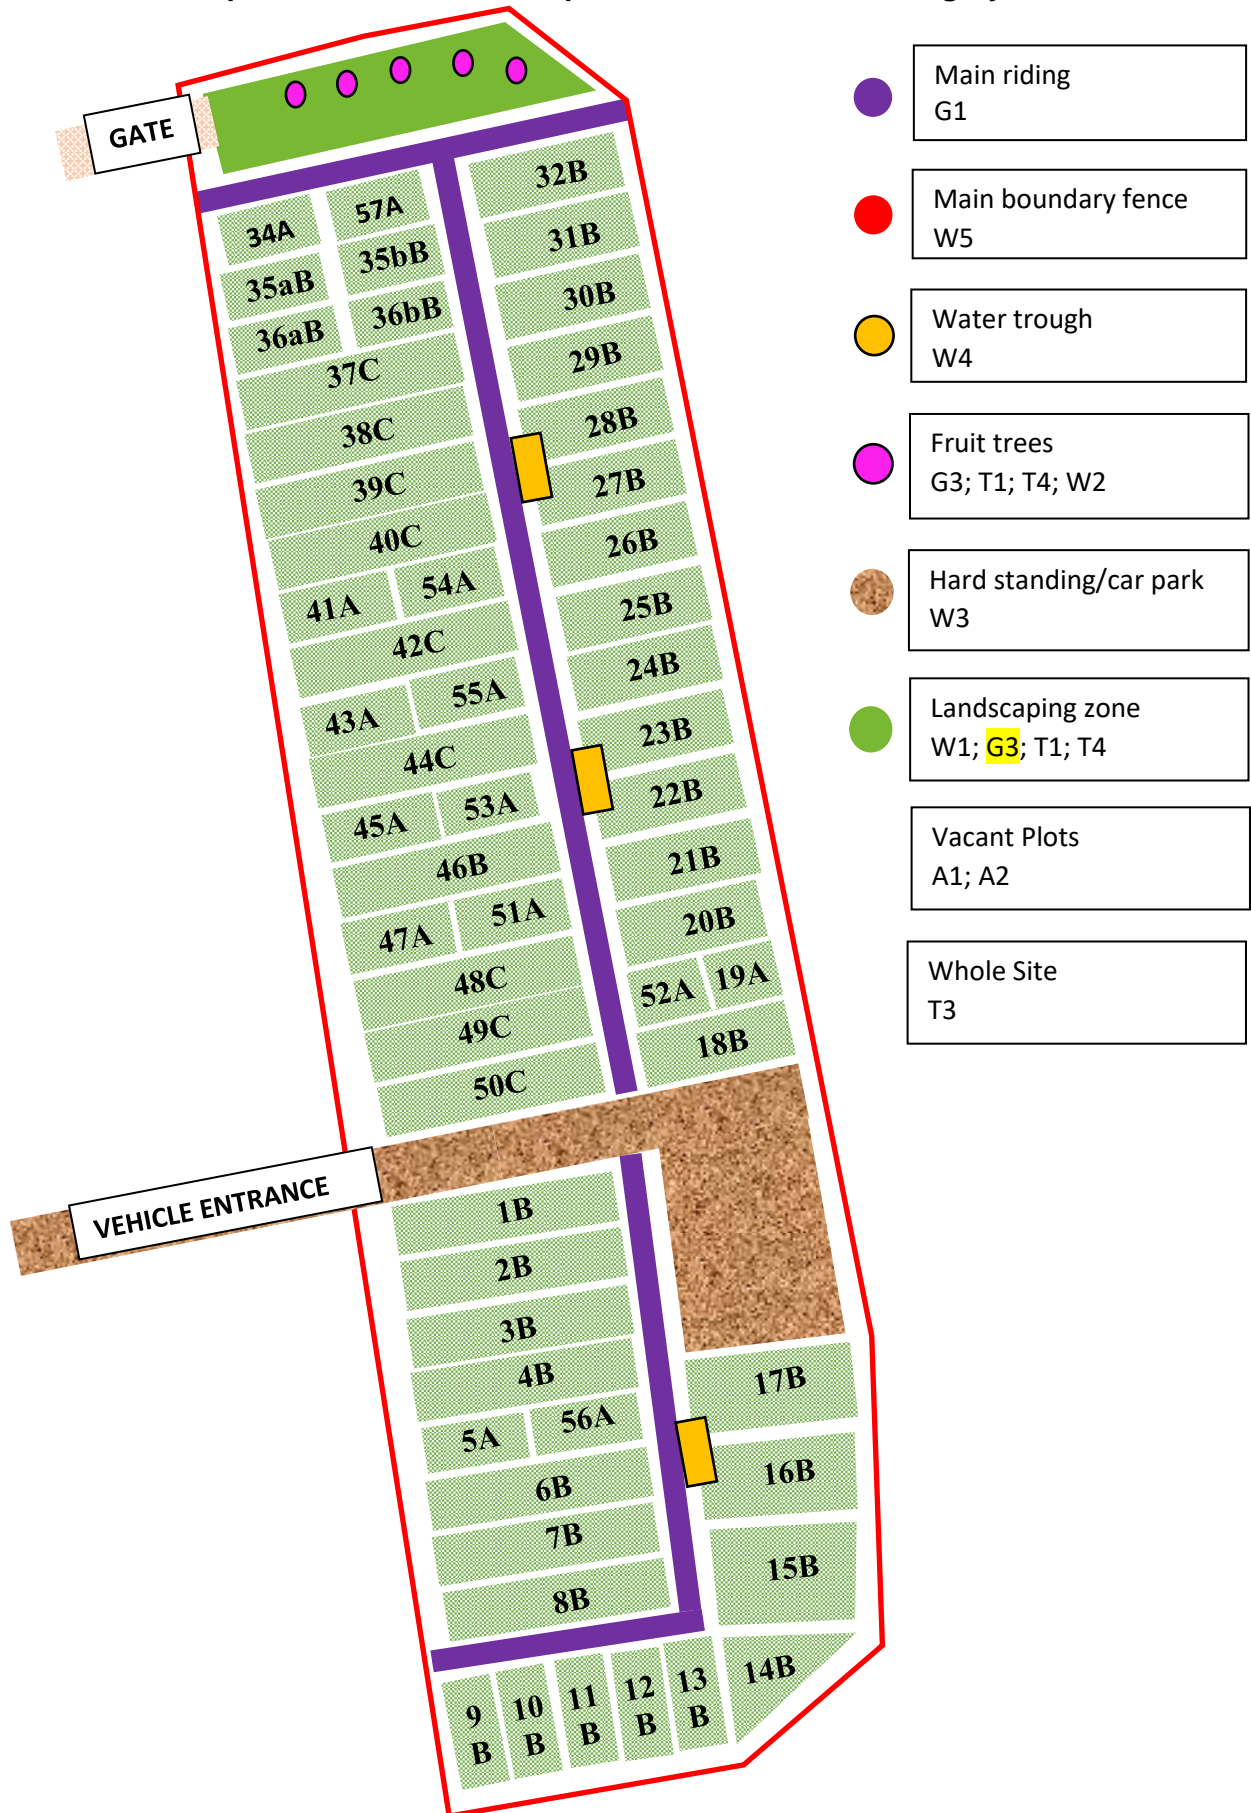 GATE
34A
57A
35aB
35bB
36aB
36bB
37C
38C
39C
40C
41A
54A
42C
43A
55A
44C
45A
53A
46B
47A
51A
48C
49C
50C
32B
31B
30B
29B
28B
27B
26B
25B
24B
23B
22B
21B
20B
52A
19A
18B
VEHICLE ENTRANCE
1B
2B
3B
4B
5A
56A
6B
7B
8B
17B
16B
15B
14B
9
B
10
B
11
B
12
B
13
B
Main riding
G1
Main boundary fence
W5
Water trough
W4
Fruit trees
G3; T1; T4; W2
Hard standing/car park
W3
Landscaping zone
W1; G3; T1; T4
Vacant Plots
A1; A2
Whole Site
T3